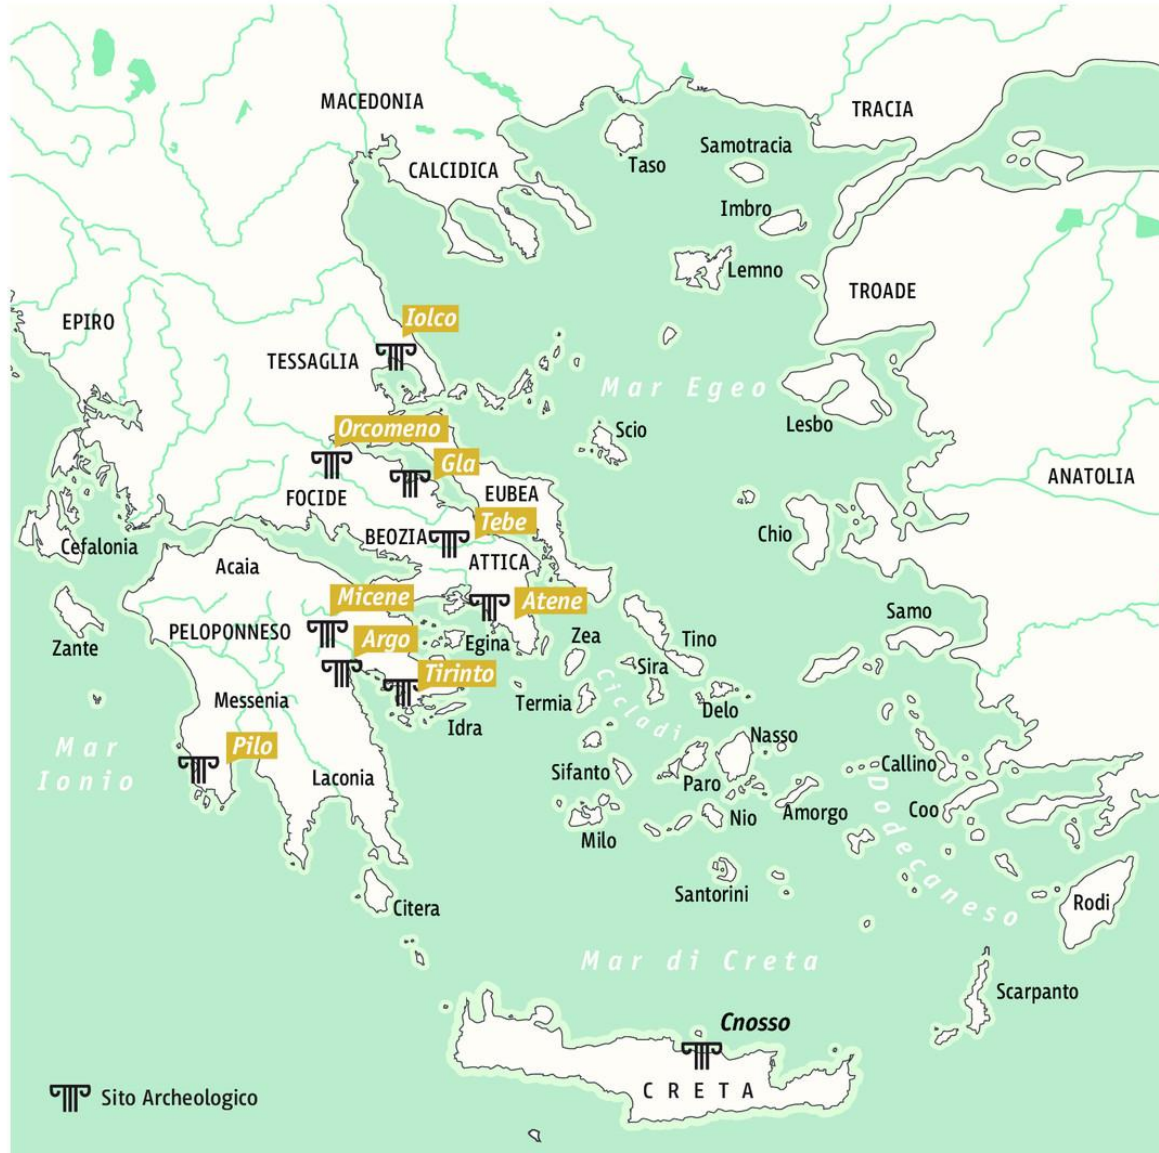 MACEDONIA
TRACIA
CALCIDICA
Taso
Samotracia
Imbro
Lemno
TROADE
EPIRO
Iolco
TESSAGLIA
Mar Egeo
Lesbo
Orcomeno
Scio
Gla
FOCIDE
EUBEA
ANATOLIA
Tebe
BEOZIA
Chio
Cefalonia
ATTICA
Acaia
Micene
Atene
Samo
PELOPONNESO
Argo
Egina
Zea
Tino
Zante
Sira
Tirinto
Cicladi
Messenia
Termia
Delo
Idra
Nasso
Mar
Ionio
Pilo
Laconia
Sifanto
Paro
Callino
Amorgo
Coo
Nio
Milo
Dodecaneso
Santorini
Rodi
Citera
Mar di Creta
Scarpanto
Cnosso
CRETA
Sito Archeologico